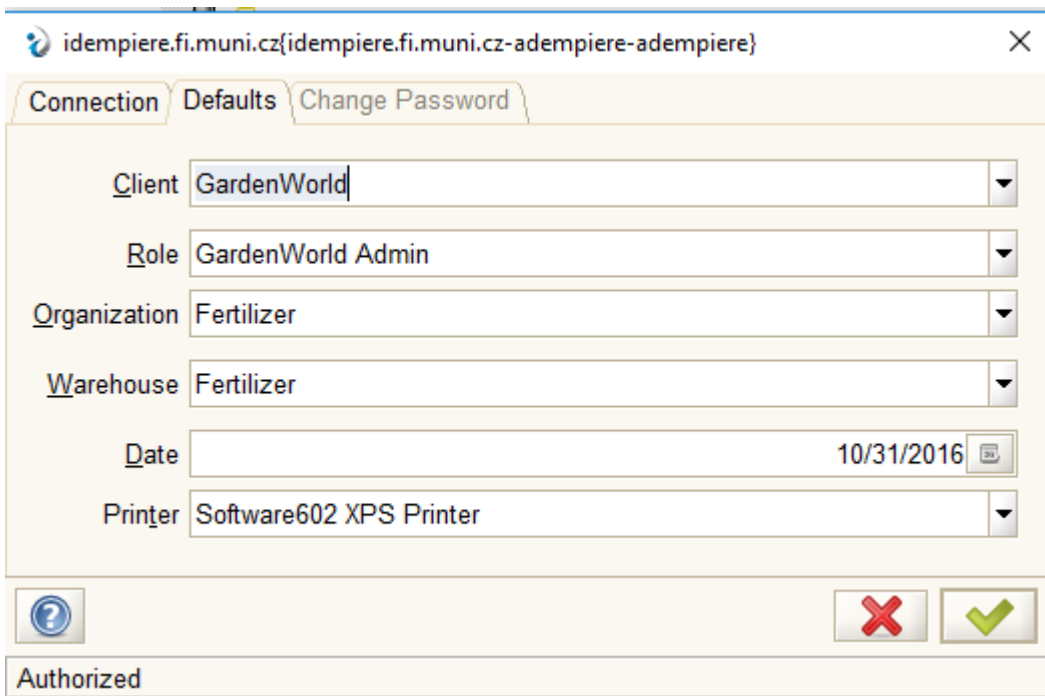 idempiere.fi.muni.cz{idempiere.fi.muni.cz-adempiere-adempiere}
Connection Defaults Change Password
Client GardenWorld
Role GardenWorld Admin
Organization Fertilizer
Warehouse Fertilizer
Date 10/31/2016
Printer Software602 XPS Printer
Authorized